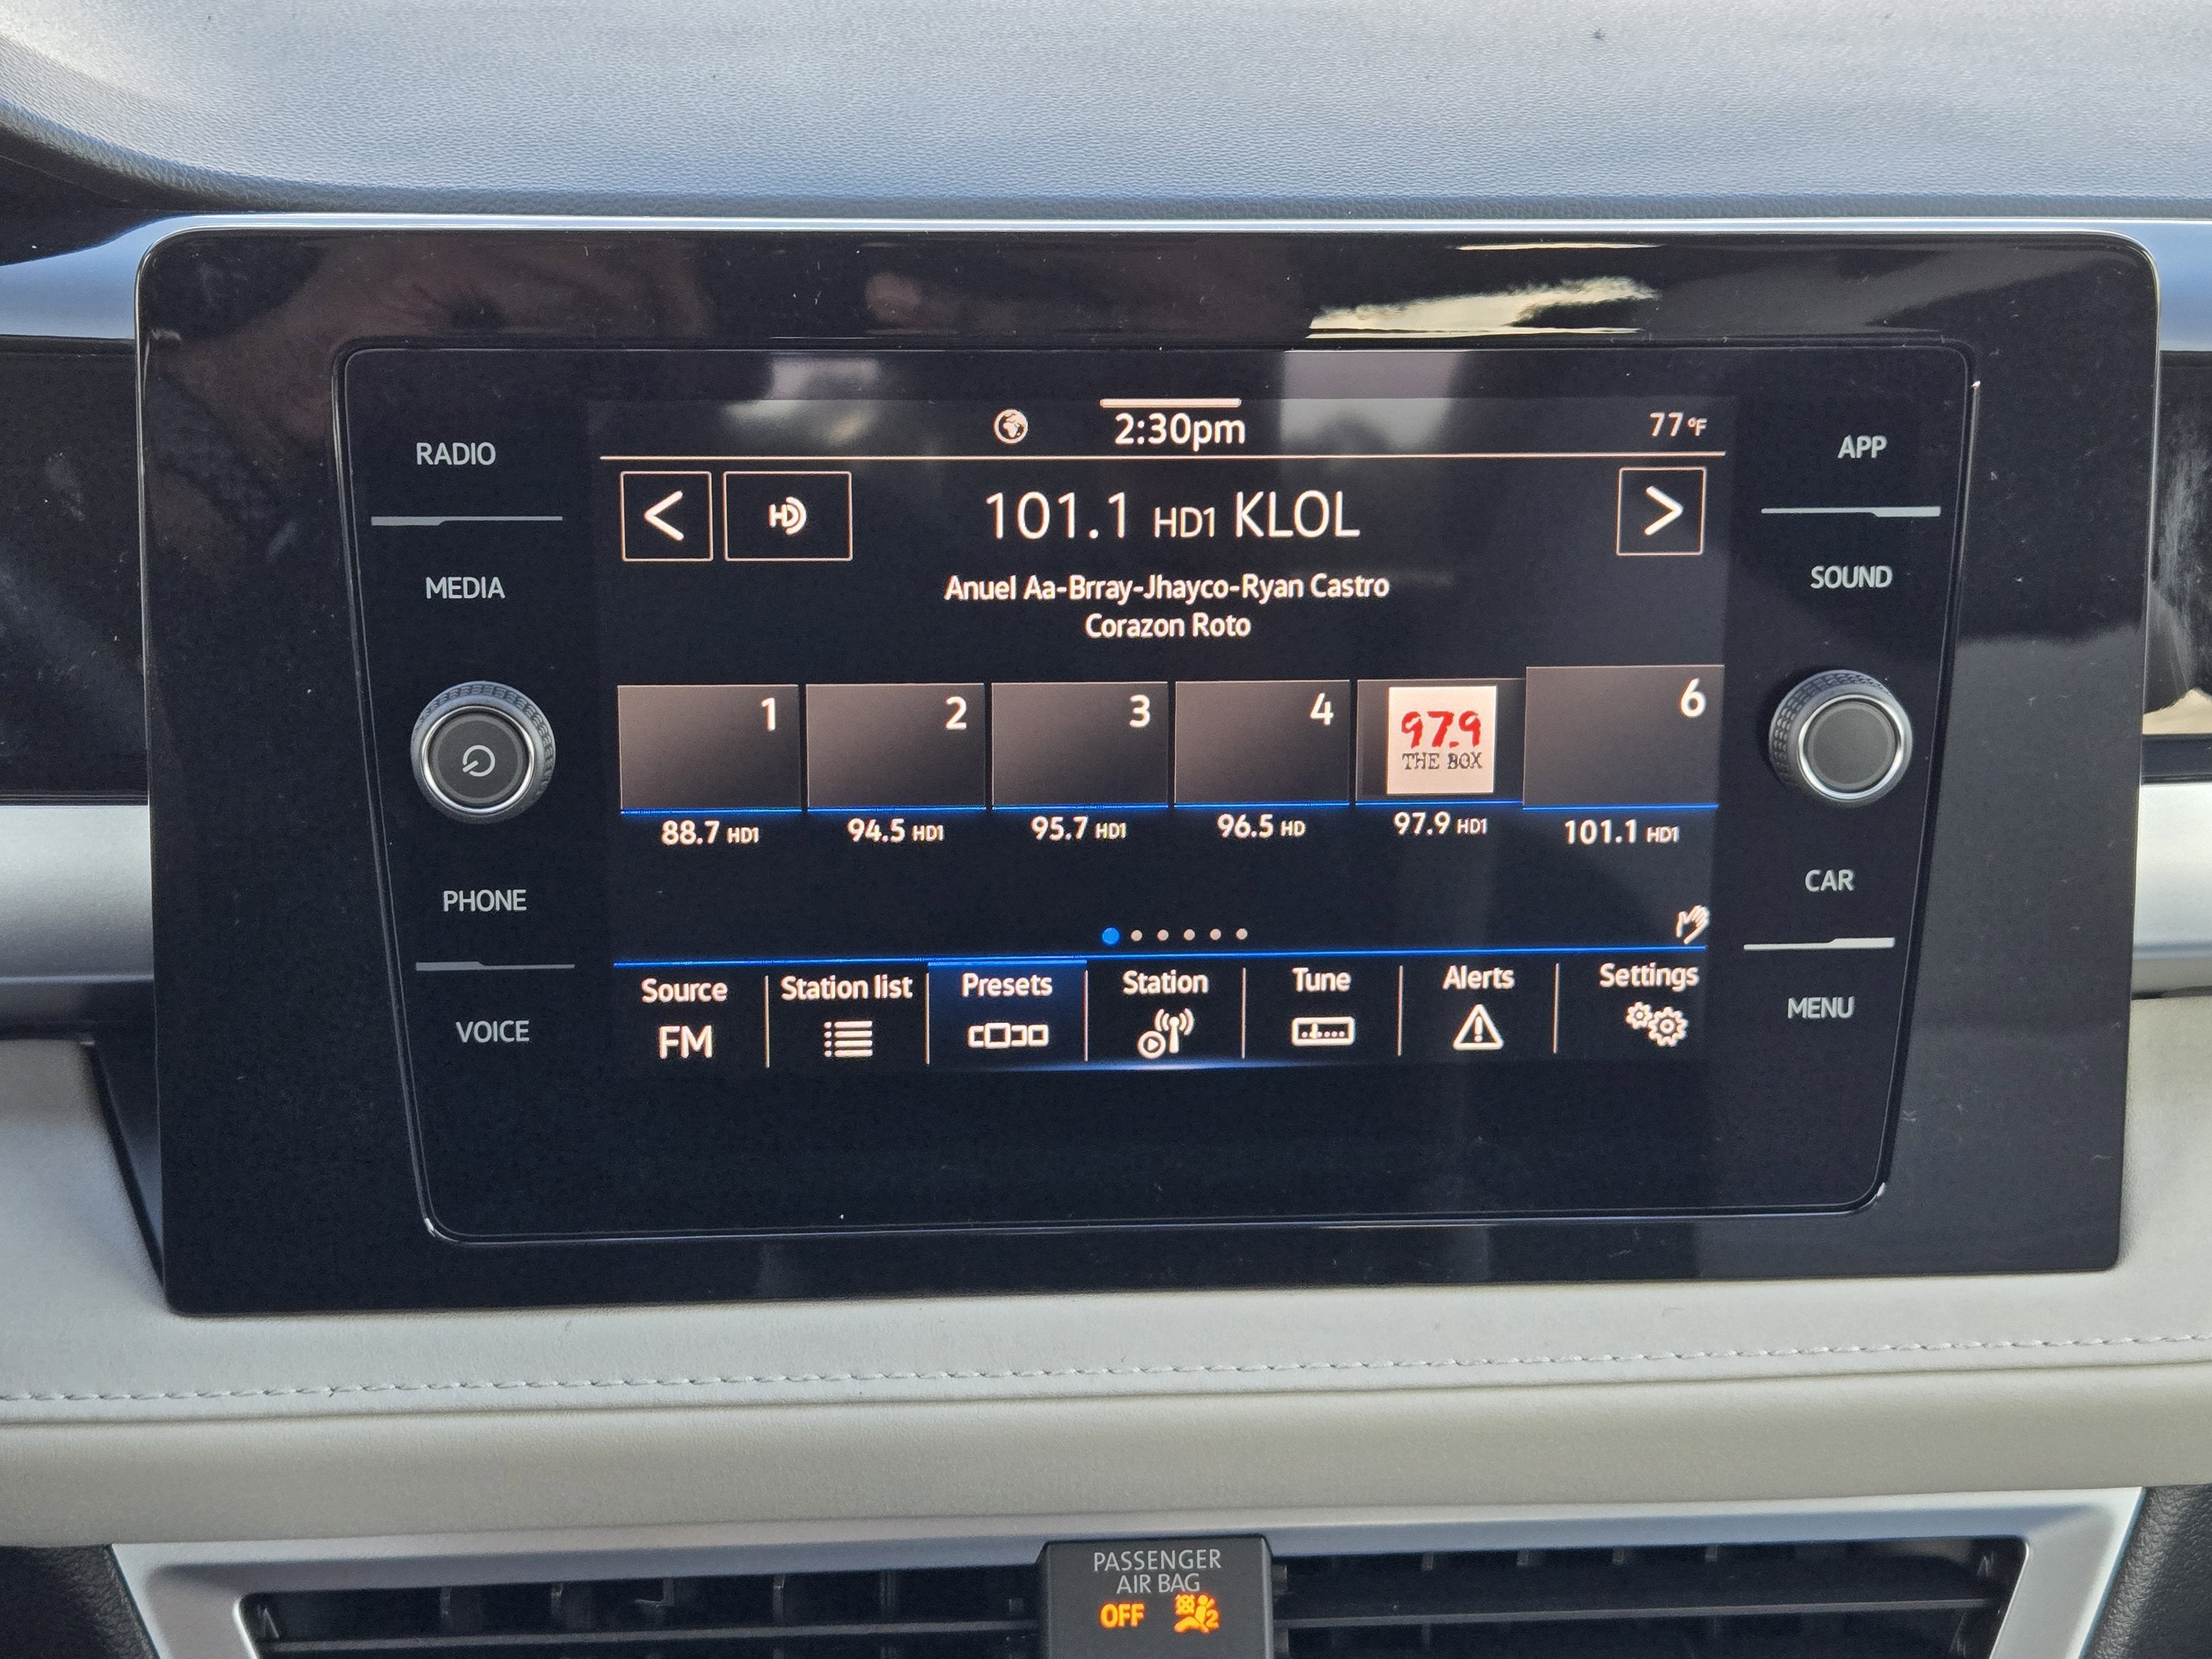 2:30pm 77°F
RADIO
APP
< HD 101.1 HD1 KLOL >
MEDIA
SOUND
Anuel Aa-Brray-Jhayco-Ryan Castro
Corazon Roto
1 2 3 4 97.9 6
THE BOX
88.7 HD1 94.5 HD1 95.7 HD1 96.5 HD 97.9 HD1 101.1 HD1
PHONE
CAR
Source Station list Presets Station Tune Alerts Settings
FM
VOICE
MENU
PASSENGER
AIR BAG
OFF 2